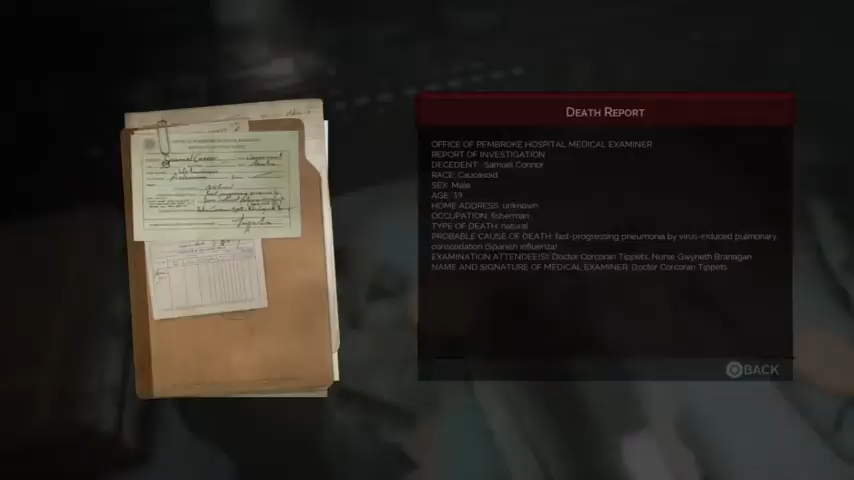 DEATH REPORT
OFFICE OF PEMBROKE HOSPITAL MEDICAL EXAMINER
REPORT OF INVESTIGATION
DECEDENT: Samuel Connor
RACE: Caucasoid
SEX: Male
AGE: 39
HOME ADDRESS: unknown
OCCUPATION: fisherman
TYPE OF DEATH: natural
PROBABLE CAUSE OF DEATH: fast-progressing pneumonia by virus-induced pulmonary
consolidation (Spanish influenza)
EXAMINATION ATTENDEE(S): Doctor Corcoran Tippets, Nurse Gwyneth Branagan
NAME AND SIGNATURE OF MEDICAL EXAMINER: Doctor Corcoran Tippets
BACK